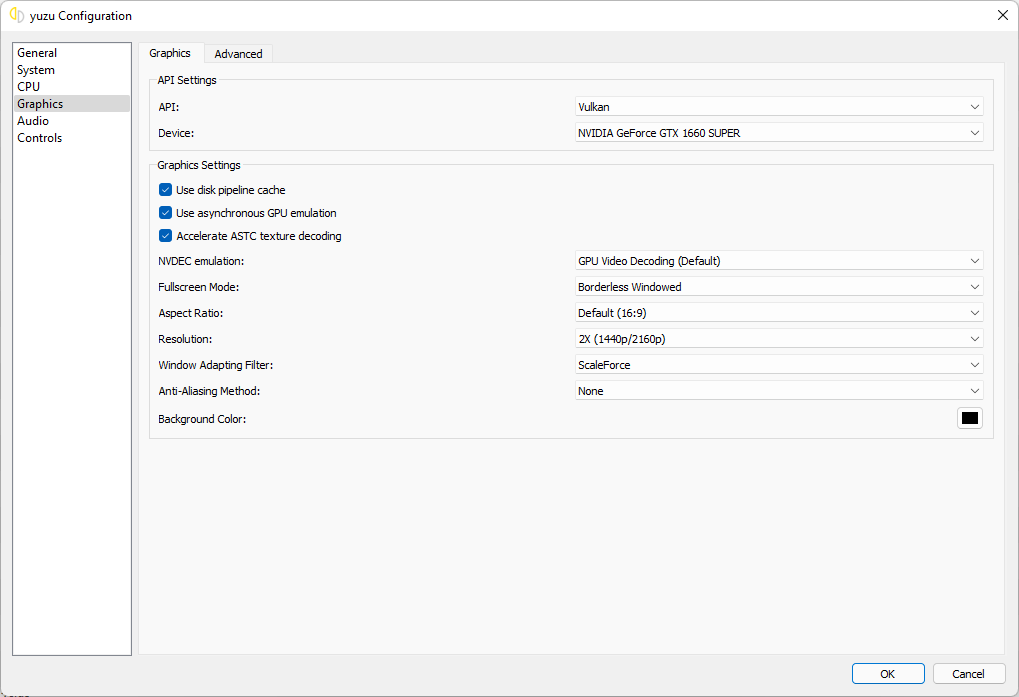 yuzu Configuration
General
System
CPU
Graphics
Audio
Controls
Graphics
Advanced
API Settings
API:
Vulkan
Device:
NVIDIA GeForce GTX 1660 SUPER
Graphics Settings
Use disk pipeline cache
Use asynchronous GPU emulation
Accelerate ASTC texture decoding
NVDEC emulation:
GPU Video Decoding (Default)
Fullscreen Mode:
Borderless Windowed
Aspect Ratio:
Default (16:9)
Resolution:
2X (1440p/2160p)
Window Adapting Filter:
ScaleForce
Anti-Aliasing Method:
None
Background Color:
OK
Cancel